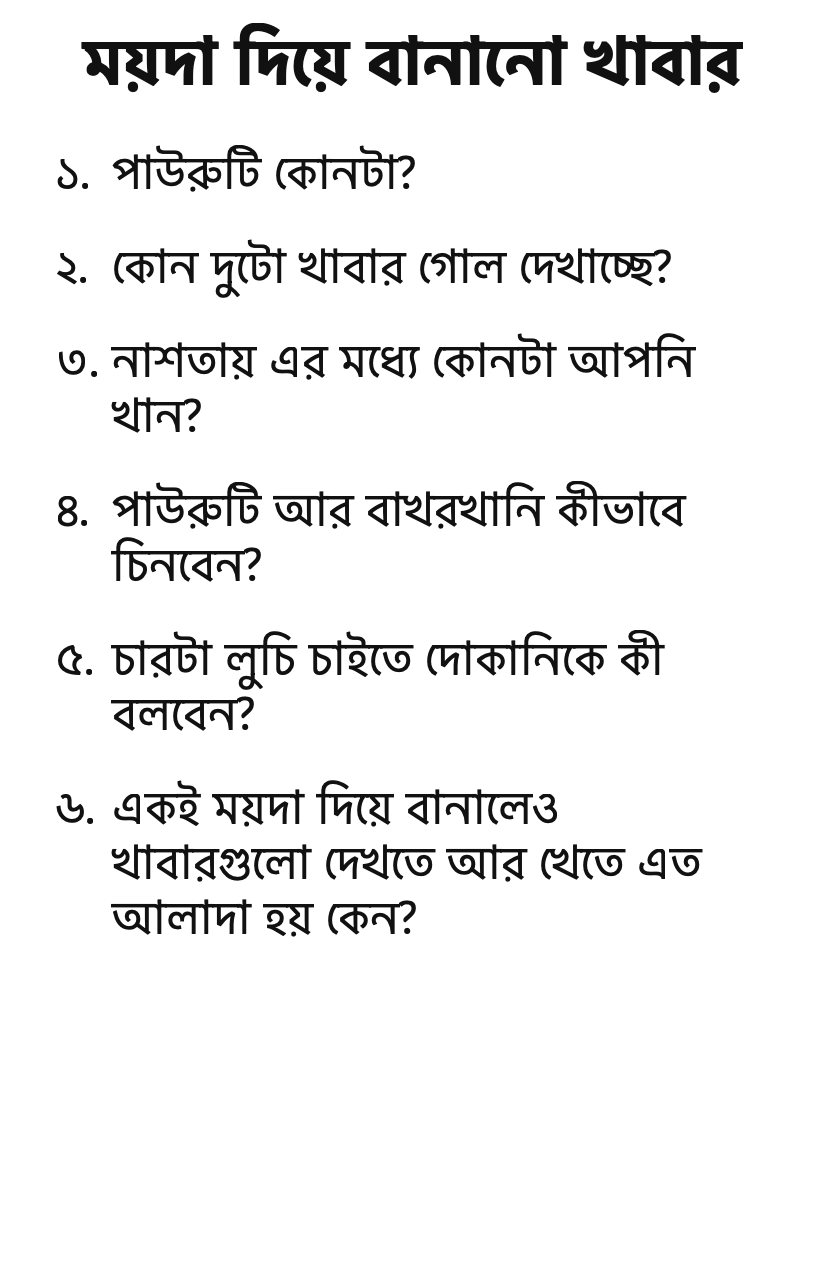 ময়দা দিয়ে বানানো খাবার
১. পাউরুটি কোনটা?
২. কোন দুটো খাবার গোল দেখাচ্ছে?
৩. নাশতায় এর মধ্যে কোনটা আপনি
খান?
৪. পাউরুটি আর বাখরখানি কীভাবে
চিনবেন?
৫. চারটা লুচি চাইতে দোকানিকে কী
বলবেন?
৬. একই ময়দা দিয়ে বানালেও
খাবারগুলো দেখতে আর খেতে এত
আলাদা হয় কেন?